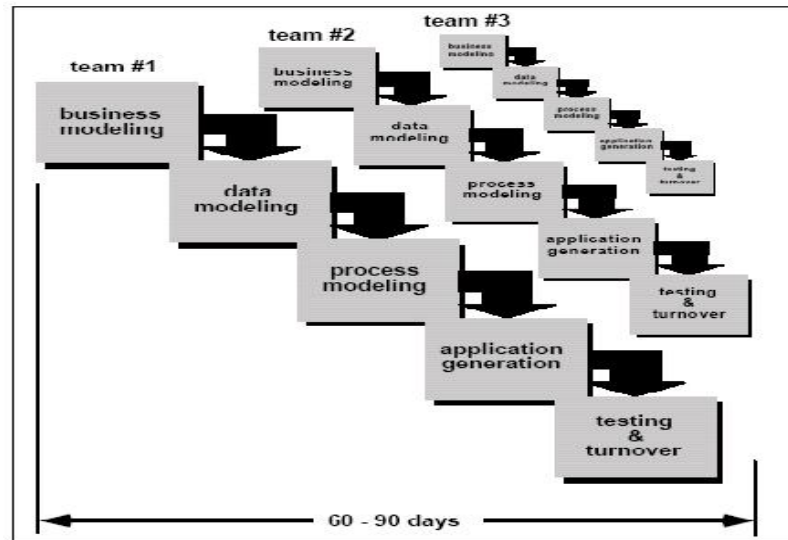 team #1
business
modeling
data
modeling
process
modeling
application
generation
testing
&
turnover
team #2
business
modeling
data
modeling
process
modeling
application
generation
testing
&
turnover
team #3
business
modeling
data
modeling
process
modeling
application
generation
testing
&
turnover
60 - 90 days